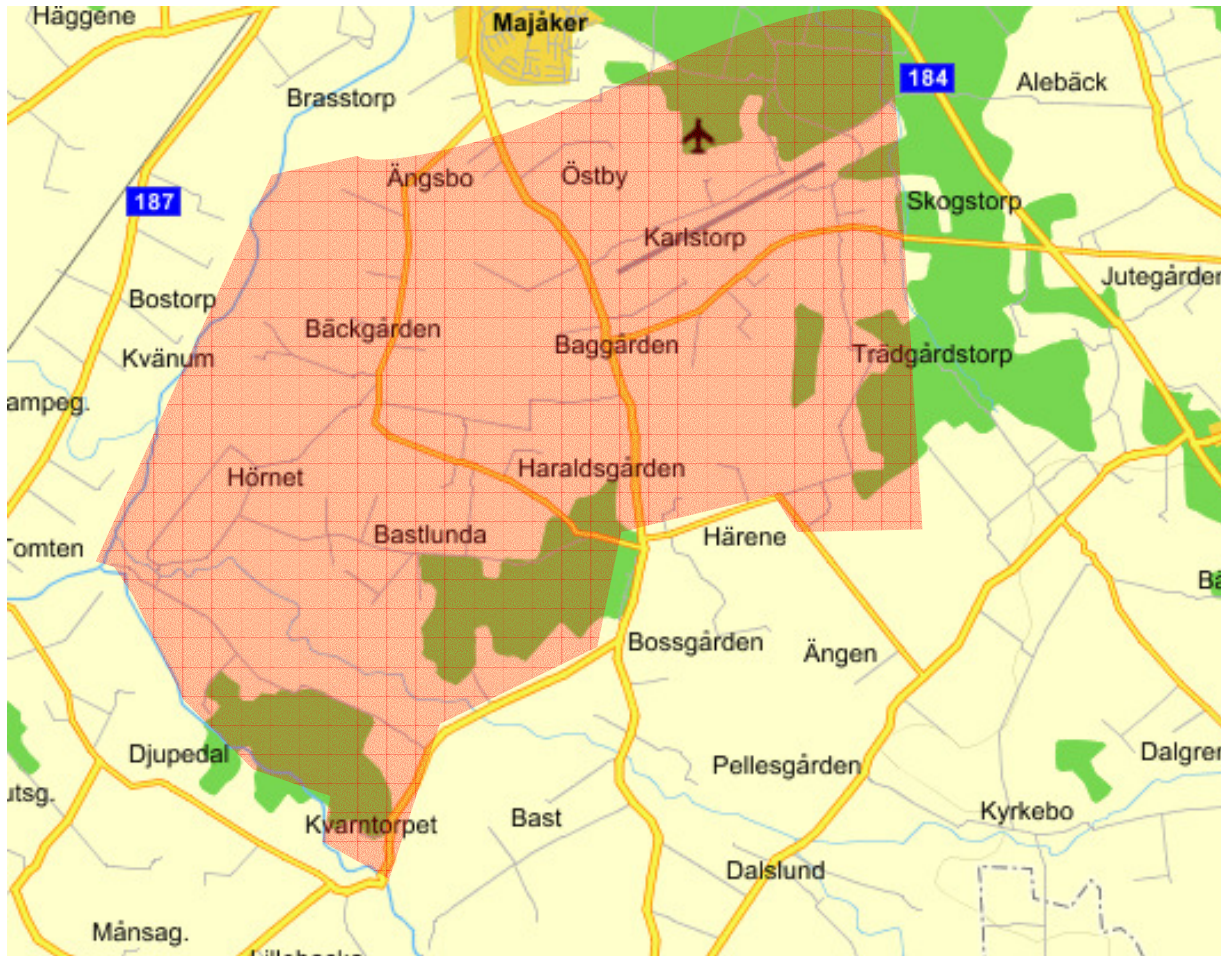 Häggene
Majåker
184
Alebäck
Brasstorp
Ängsbo
Östby
187
Skogstorp
Karlstorp
Jutegården
Bostorp
Bäckgården
Baggården
Trädgårdstorp
Kvänum
ampeg.
Haraldsgården
Hörnet
Bastlunda
Härene
Tomten
Bä
Bossgården
Ängen
Djupedal
Dalgren
Pellesgården
utsg.
Kyrkebo
Kvarntorpet
Bast
Dalslund
Månsag.